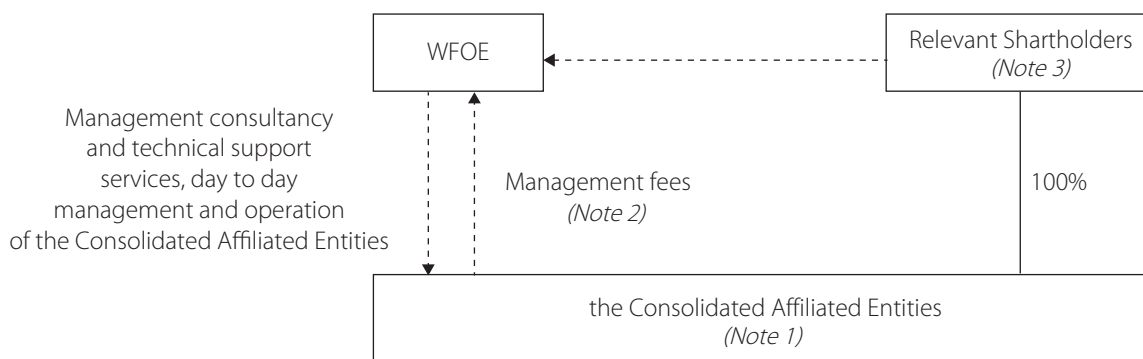 WFOE
Relevant Shartholders
(Note 3)
Management consultancy
and technical support
services, day to day
management and operation
of the Consolidated Affiliated Entities
Management fees
(Note 2)
100%
the Consolidated Affiliated Entities
(Note 1)